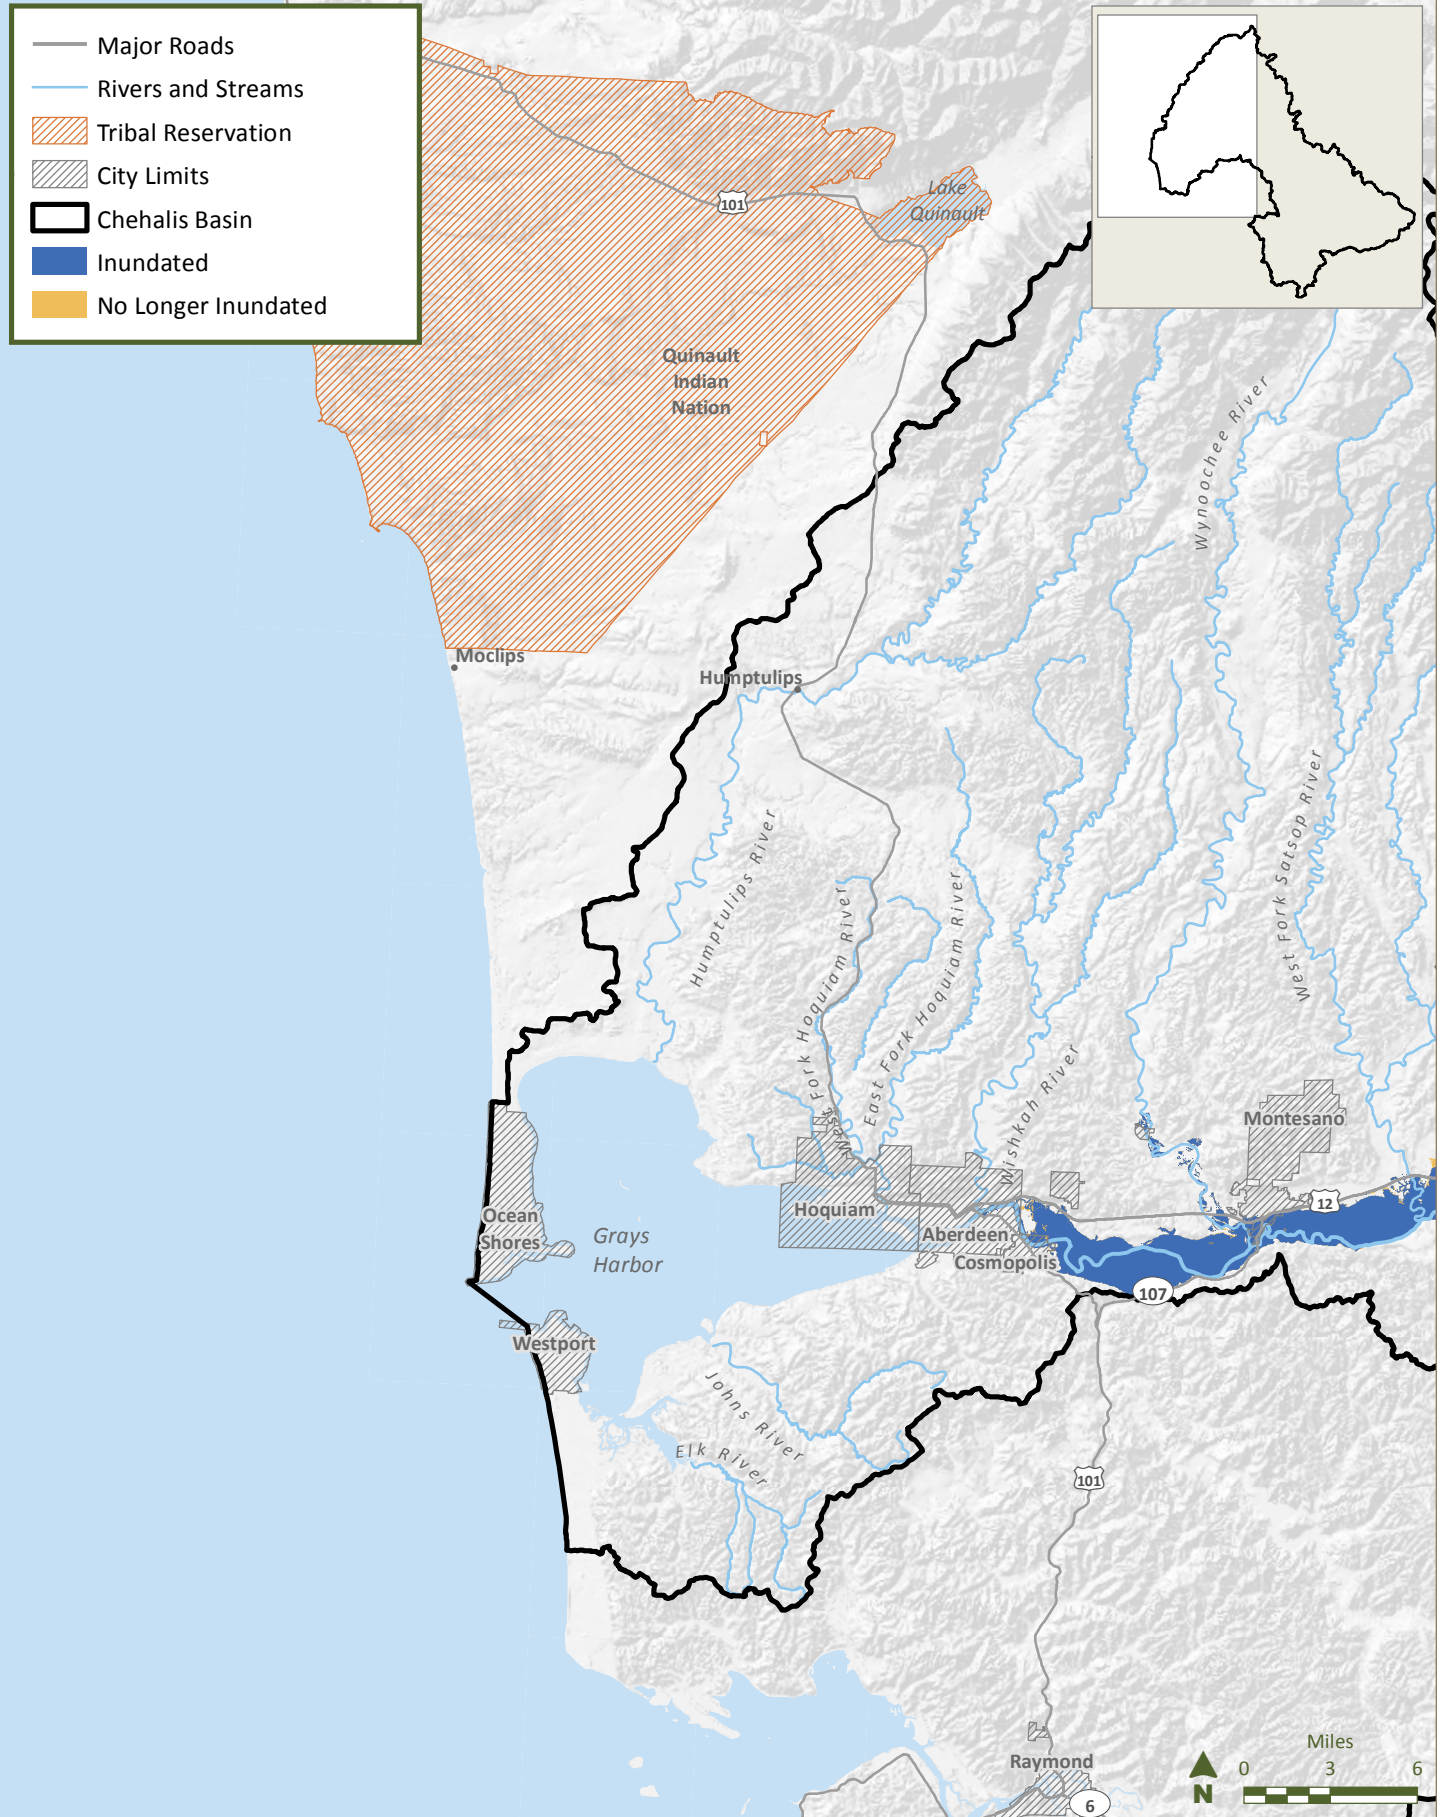 Major Roads
Rivers and Streams
Tribal Reservation
City Limits
Chehalis Basin
Inundated
No Longer Inundated
101
Lake
Quinault
Quinault
Indian
Nation
Wynoochee River
Moclips
Humptulips
Humptulips River
West Fork Hoquiam River
East Fork Hoquiam River
West Fork Satsop River
Wishkah River
Montesano
12
Hoquiam
Aberdeen
Cosmopolis
107
Ocean
Shores
Grays
Harbor
Westport
Johns River
Elk River
101
Raymond
6
Miles
0 3 6
N